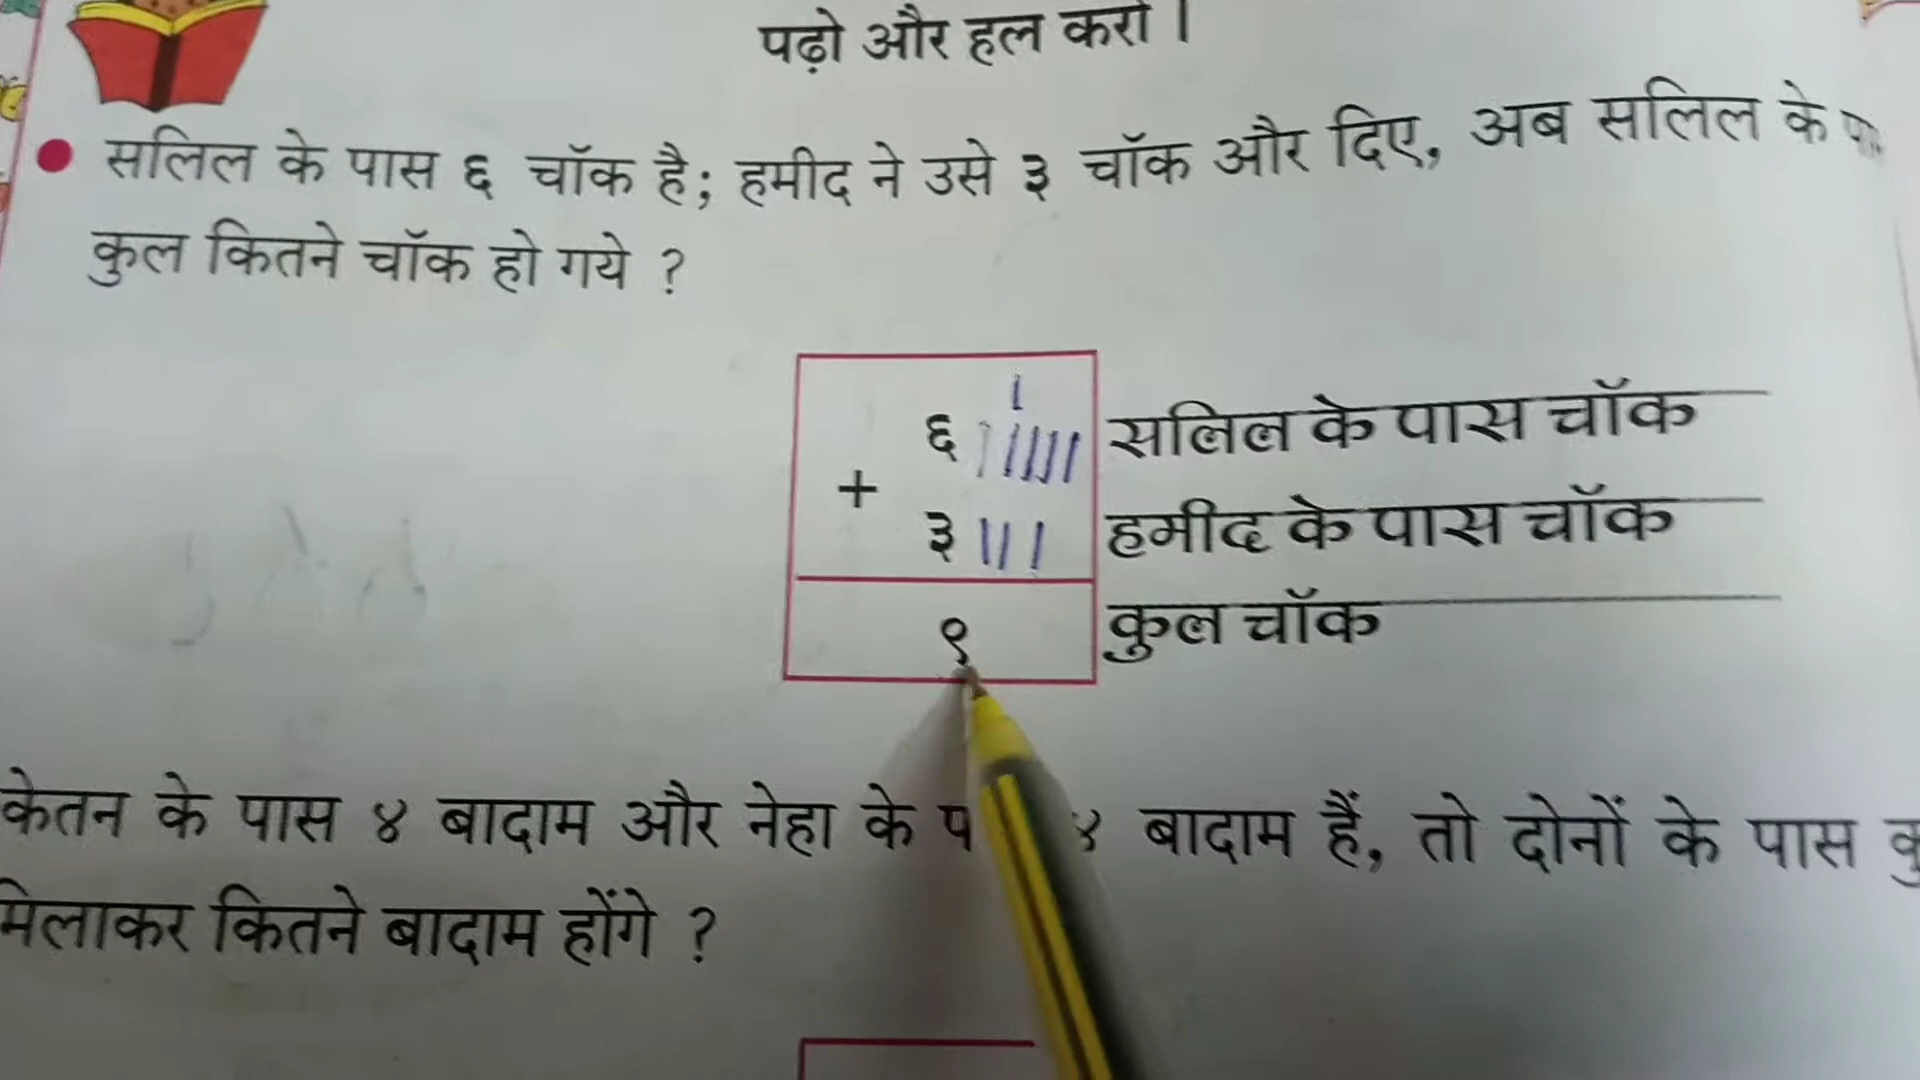 पढ़ो और हल करो ।
सलिल के पास ६ चॉक है; हमीद ने उसे ३ चॉक और दिए, अब सलिल के
कुल कितने चॉक हो गये ?
६ सलिल के पास चॉक
+
३ हमीद के पास चॉक
९ कुल चॉक
केतन के पास ४ बादाम और नेहा के ४ बादाम हैं, तो दोनों के पास
मिलाकर कितने बादाम होंगे ?